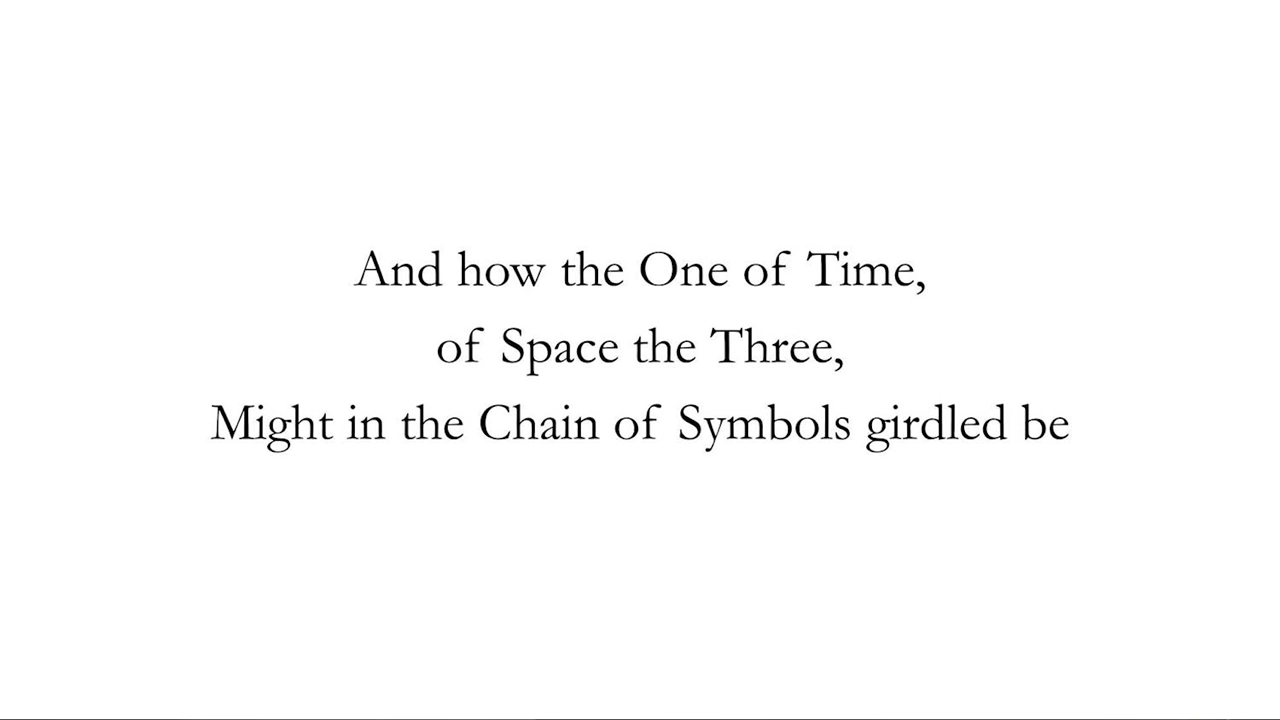 And how the One of Time,
of Space the Three,
Might in the Chain of Symbols girdled be